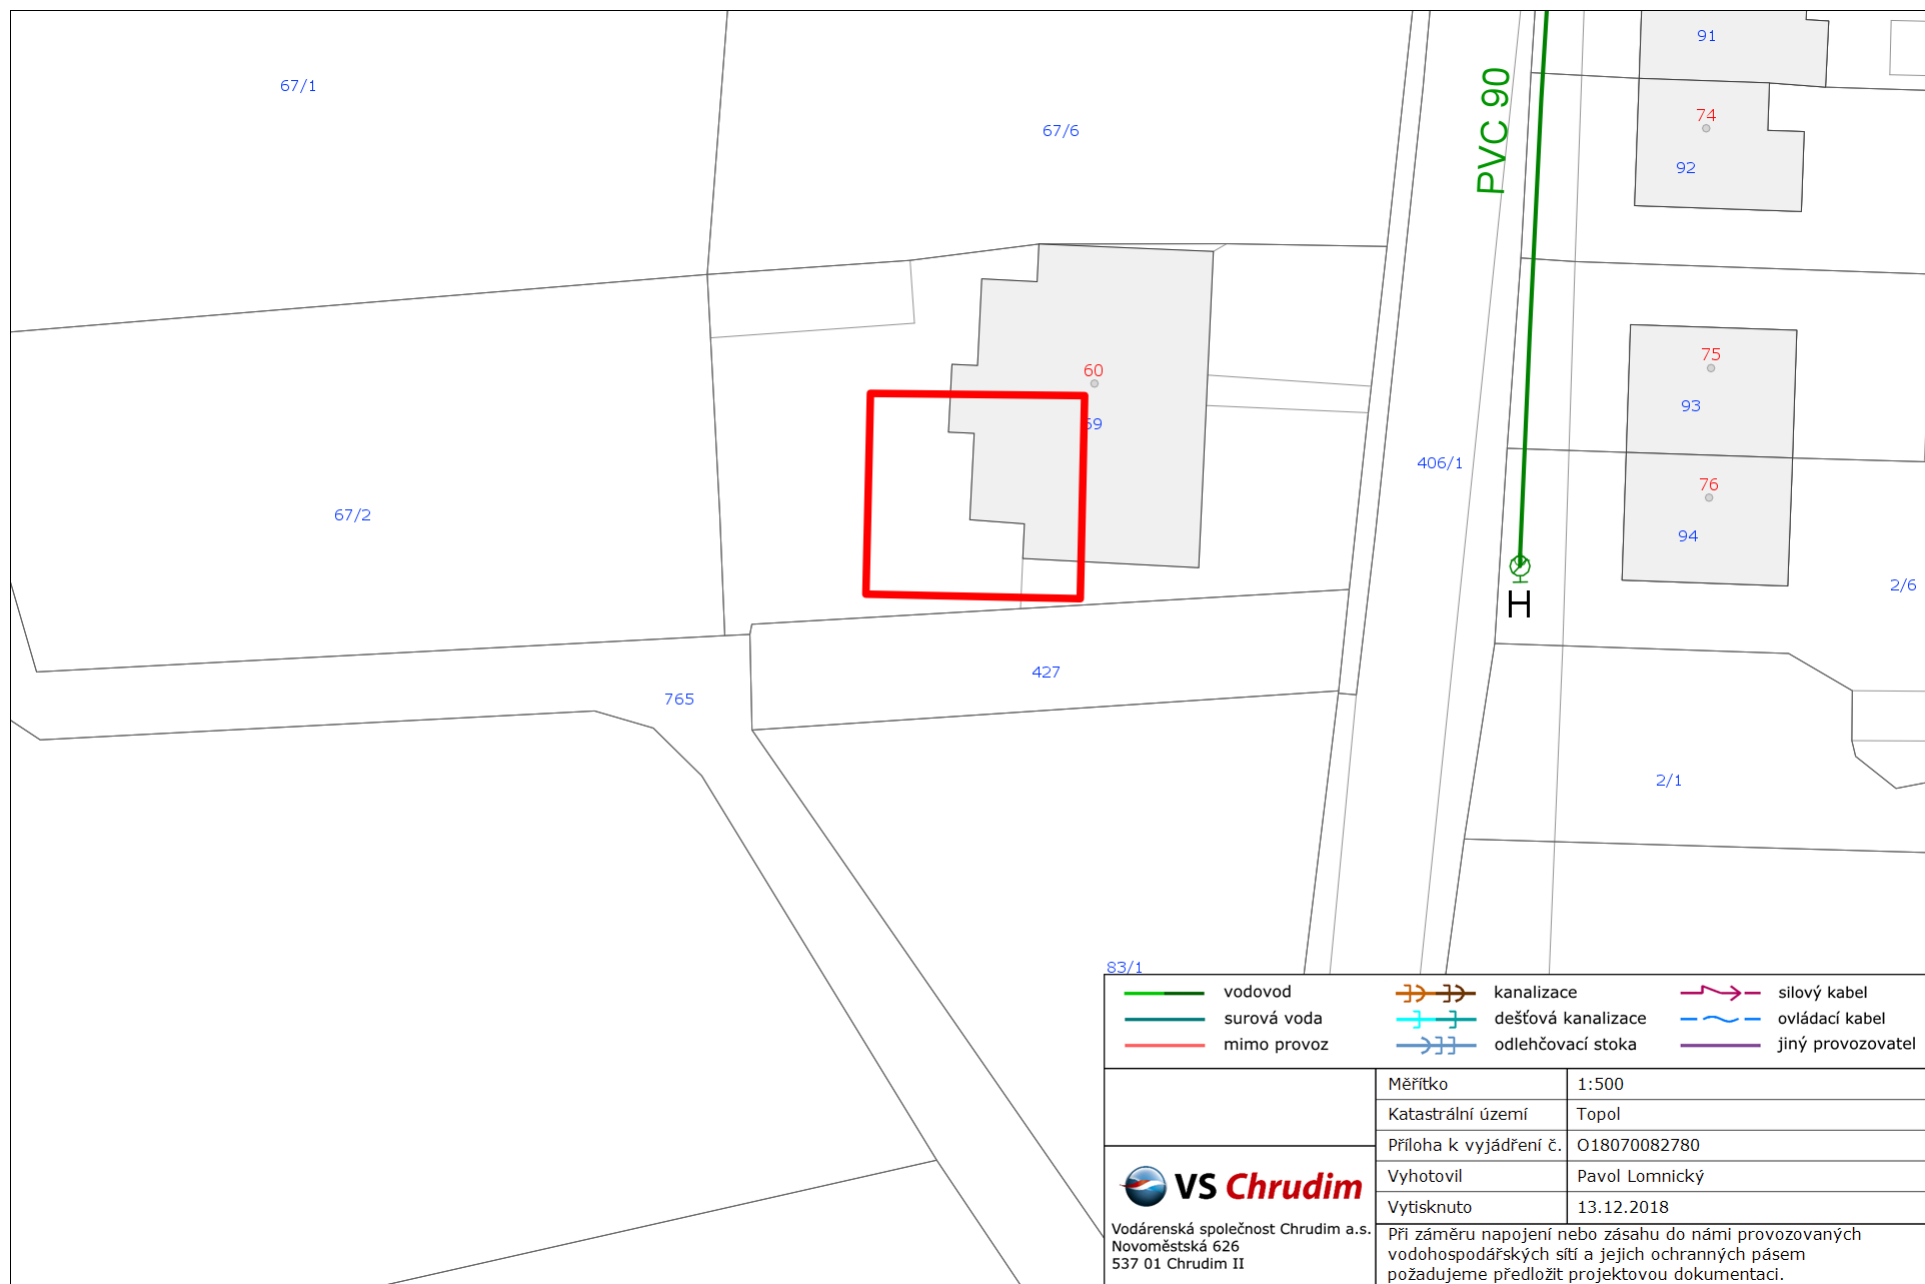 91
67/1
PVC 90
74
67/6
92
75
60
93
69
406/1
76
67/2
94
2/6
H
427
765
2/1
83/1
vodovod
kanalizace
silový kabel
surová voda
dešťová kanalizace
ovládací kabel
mimo provoz
odlehčovací stoka
jiný provozovatel
Měřítko 1:500
Katastrální území Topol
Příloha k vyjádření č. O18070082780
Vyhotovil Pavol Lomnický
Vytisknuto 13.12.2018
VS Chrudim
Vodárenská společnost Chrudim a.s.
Novoměstská 626
537 01 Chrudim II
Při záměru napojení nebo zásahu do námi provozovaných
vodohospodářských sítí a jejich ochranných pásem
požadujeme předložit projektovou dokumentaci.